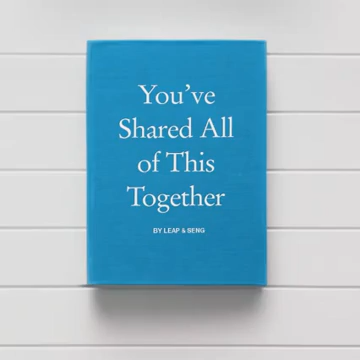 You've
Shared All
of This
Together
BY LEAP & SENG